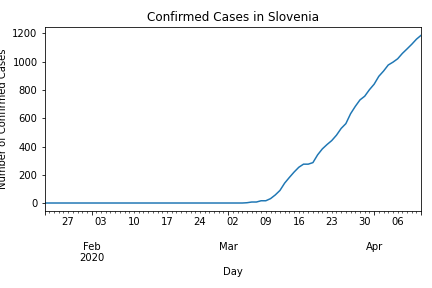 Confirmed Cases in Slovenia
Number of Confirmed Cases
1200
1000
800
600
400
200
0
27 03 10 17 24 02 09 16 23 30 06
Feb Mar Apr
2020
Day